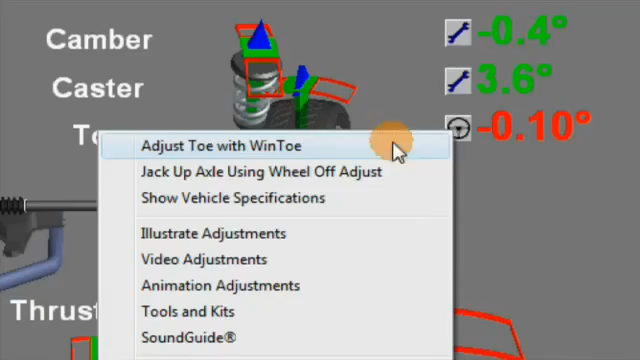 Camber -0.4°
Caster 3.6°
To -0.10°
Adjust Toe with WinToe
Jack Up Axle Using Wheel Off Adjust
Show Vehicle Specifications
Illustrate Adjustments
Video Adjustments
Animation Adjustments
Tools and Kits
SoundGuide®
Thrust